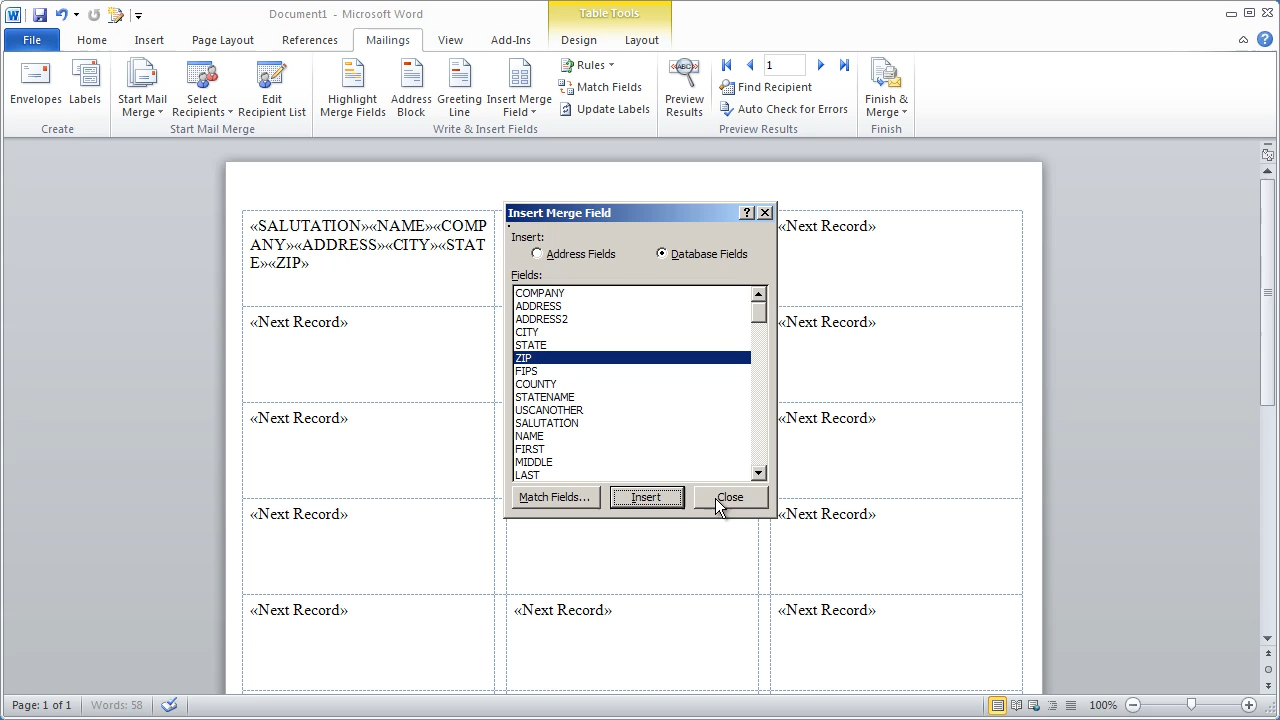 Document1 - Microsoft Word
Table Tools
File Home Insert Page Layout References Mailings View Add-Ins Design Layout
Envelopes
Labels
Create
Start Mail
Merge
Select
Recipients
Edit
Recipient List
Start Mail Merge
Highlight
Merge Fields
Address
Block
Greeting
Line
Insert Merge
Field
Rules
Match Fields
Update Labels
Write & Insert Fields
Preview
Results
1
Find Recipient
Auto Check for Errors
Preview Results
Finish &
Merge
Finish
«SALUTATION»«NAME»«COMP
ANY»«ADDRESS»«CITY»«STAT
E»«ZIP»
«Next Record»
Insert Merge Field
Insert:
Address Fields
Database Fields
Fields:
COMPANY
ADDRESS
ADDRESS2
CITY
STATE
ZIP
FIPS
COUNTY
STATENAME
USCANOTHER
SALUTATION
NAME
FIRST
MIDDLE
LAST
Match Fields...
Insert
Close
«Next Record»
«Next Record»
«Next Record»
«Next Record»
«Next Record»
«Next Record»
«Next Record»
«Next Record»
«Next Record»
Page: 1 of 1
Words: 58
100%